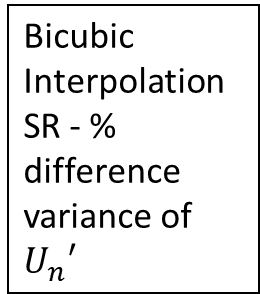 Bicubic
Interpolation
SR - %
difference
variance of
Uₙ′